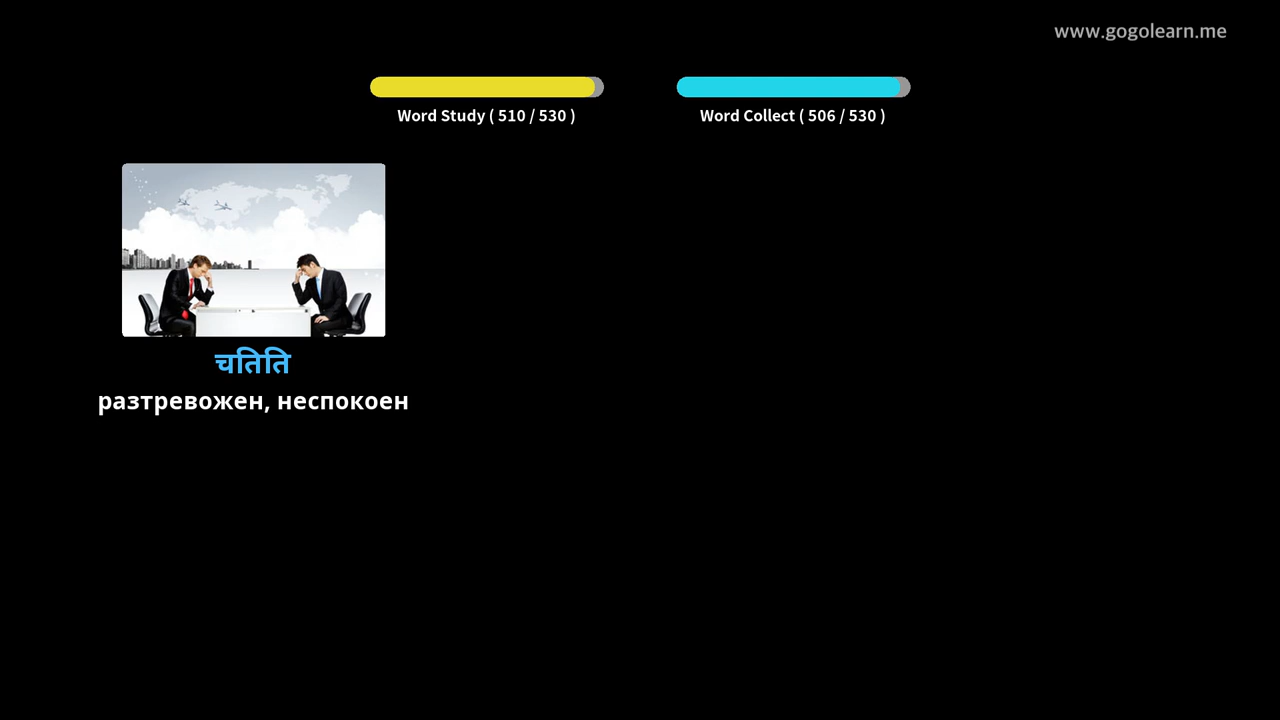 www.gogolearn.me
Word Study ( 510 / 530 )
Word Collect ( 506 / 530 )
चतिति
разтревожен, неспокоен